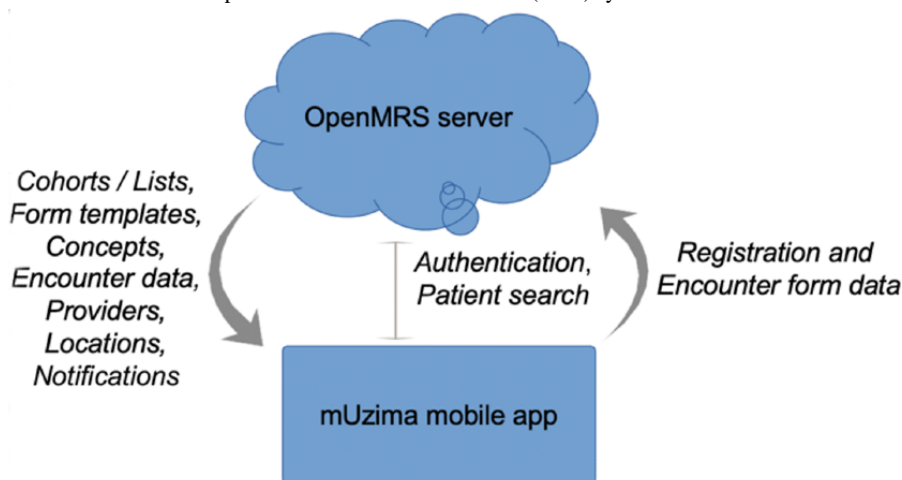 OpenMRS server
Cohorts / Lists,
Form templates,
Concepts,
Encounter data,
Providers,
Locations,
Notifications
Authentication,
Patient search
Registration and
Encounter form data
mUzima mobile app